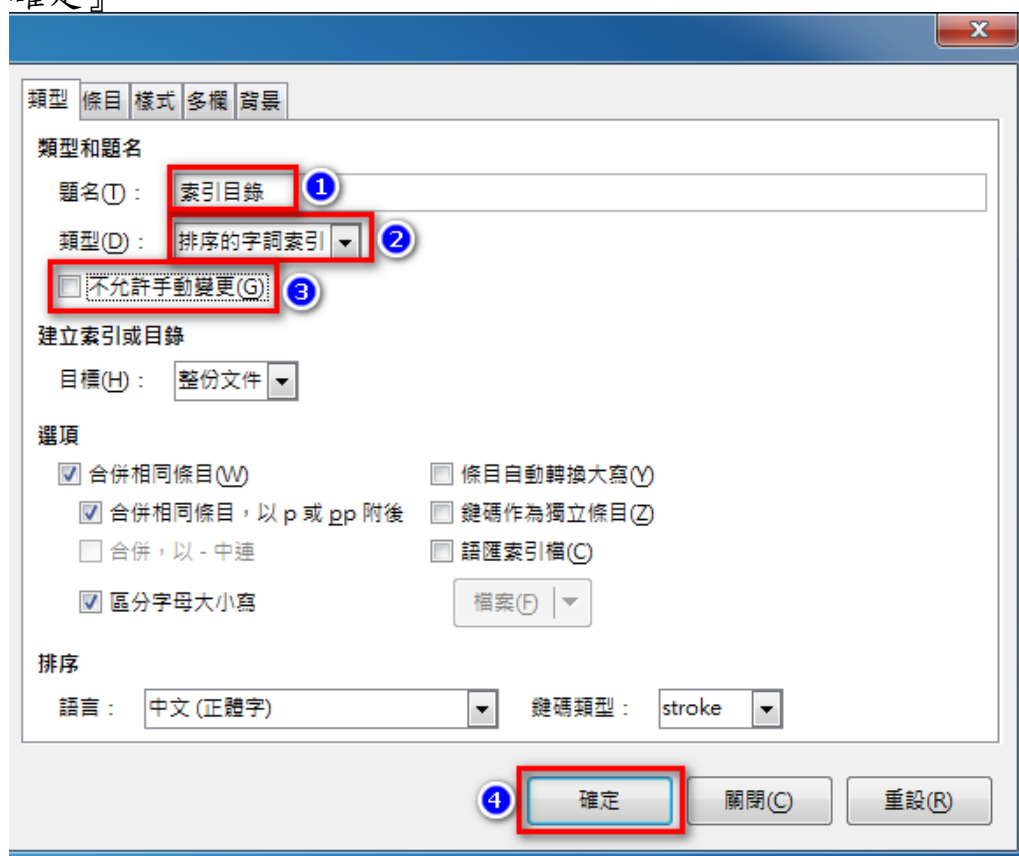 確定』
類型 條目 樣式 多欄 背景
類型和題名
題名(T)： 索引目錄 1
類型(D)： 排序的字詞索引 2
不允許手動變更(G) 3
建立索引或目錄
目標(H)： 整份文件
選項
合併相同條目(W) 條目自動轉換大寫(Y)
合併相同條目，以 p 或 pp 附後 鍵碼作為獨立條目(Z)
合併，以 - 中連 語匯索引檔(C)
區分字母大小寫 檔案(F)
排序
語言： 中文 (正體字) 鍵碼類型： stroke
4 確定 關閉(C) 重設(R)